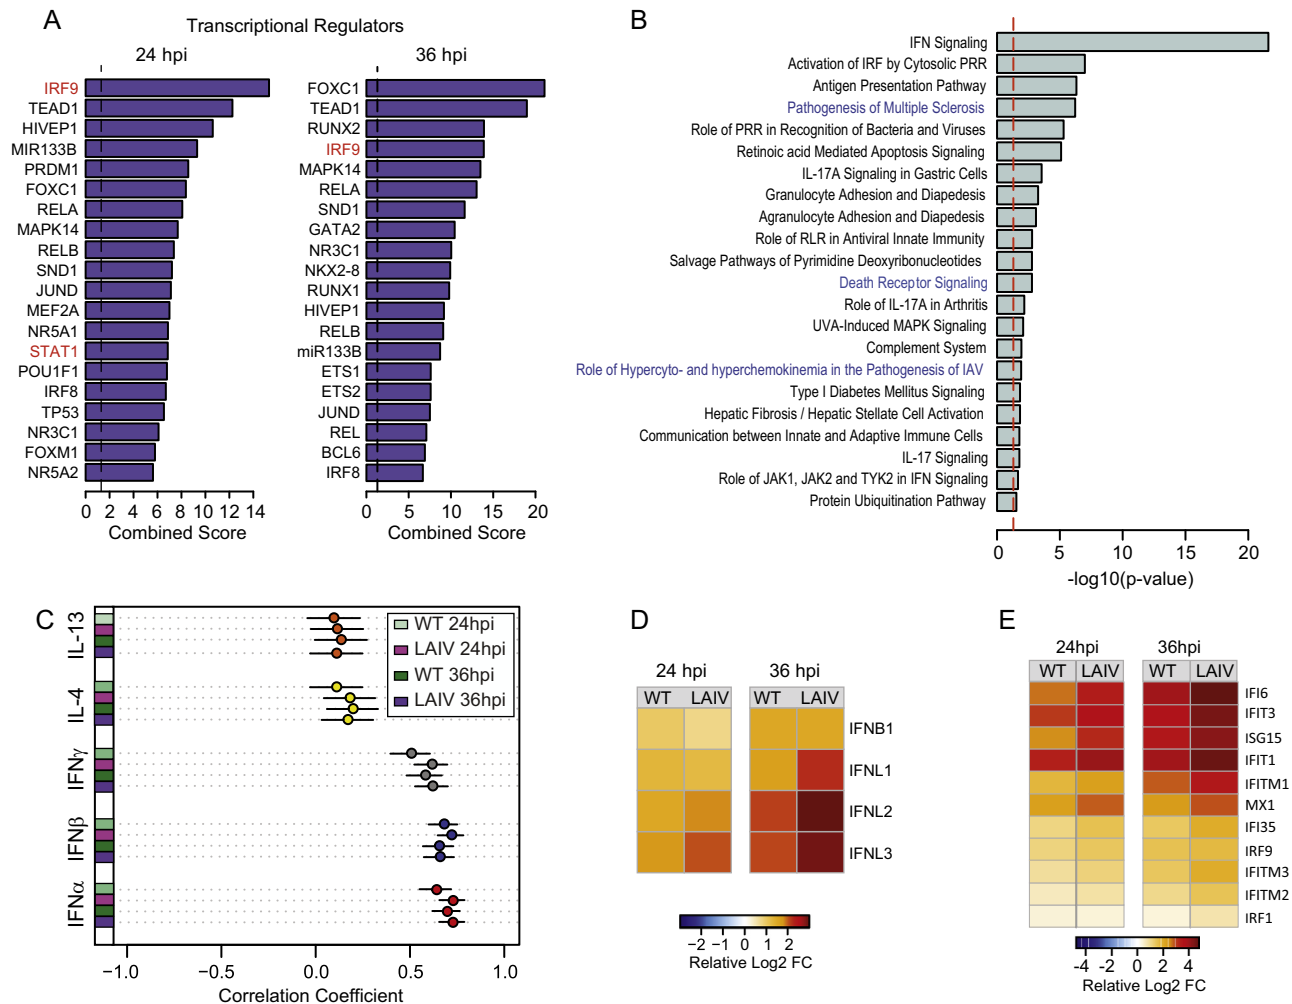 A
Transcriptional Regulators
24 hpi
36 hpi
IRF9
TEAD1
HIVEP1
MIR133B
PRDM1
FOXC1
RELA
MAPK14
RELB
SND1
JUND
MEF2A
NR5A1
STAT1
POU1F1
IRF8
TP53
NR3C1
FOXM1
NR5A2
0 2 4 6 8 10 12 14
Combined Score
FOXC1
TEAD1
RUNX2
IRF9
MAPK14
RELA
SND1
GATA2
NR3C1
NKX2-8
RUNX1
HIVEP1
RELB
miR133B
ETS1
ETS2
JUND
REL
BCL6
IRF8
0 5 10 15 20
Combined Score
B
IFN Signaling
Activation of IRF by Cytosolic PRR
Antigen Presentation Pathway
Pathogenesis of Multiple Sclerosis
Role of PRR in Recognition of Bacteria and Viruses
Retinoic acid Mediated Apoptosis Signaling
IL-17A Signaling in Gastric Cells
Granulocyte Adhesion and Diapedesis
Agranulocyte Adhesion and Diapedesis
Role of RLR in Antiviral Innate Immunity
Salvage Pathways of Pyrimidine Deoxyribonucleotides
Death Receptor Signaling
Role of IL-17A in Arthritis
UVA-Induced MAPK Signaling
Complement System
Role of Hypercyto- and hyperchemokinemia in the Pathogenesis of IAV
Type I Diabetes Mellitus Signaling
Hepatic Fibrosis / Hepatic Stellate Cell Activation
Communication between Innate and Adaptive Immune Cells
IL-17 Signaling
Role of JAK1, JAK2 and TYK2 in IFN Signaling
Protein Ubiquitination Pathway
0 5 10 15 20
-log10(p-value)
C
IL-13
IL-4
IFNγ
IFNβ
IFNα
WT 24hpi
LAIV 24hpi
WT 36hpi
LAIV 36hpi
−1.0 −0.5 0.0 0.5 1.0
Correlation Coefficient
D
24 hpi 36 hpi
WT LAIV WT LAIV
IFNB1
IFNL1
IFNL2
IFNL3
−2 −1 0 1 2
Relative Log2 FC
E
24hpi 36hpi
WT LAIV WT LAIV
IFI6
IFIT3
ISG15
IFIT1
IFITM1
MX1
IFI35
IRF9
IFITM3
IFITM2
IRF1
−4 −2 0 2 4
Relative Log2 FC